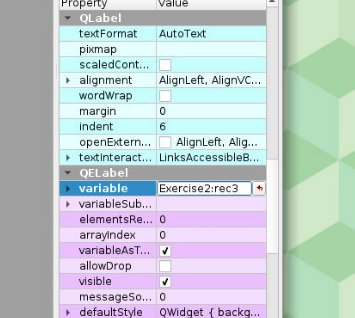 Property Value
QLabel
textFormat AutoText
pixmap
scaledCont...
alignment AlignLeft, AlignVC...
wordWrap
margin 0
indent 6
openExtern... AlignLeft, Alig...
textInteract... LinksAccessibleB...
QELabel
variable Exercise2:rec3
variableSub...
elementsRe... 0
arrayIndex 0
variableAsT...
allowDrop
visible
messageSo... 0
defaultStyle QWidget { backg...